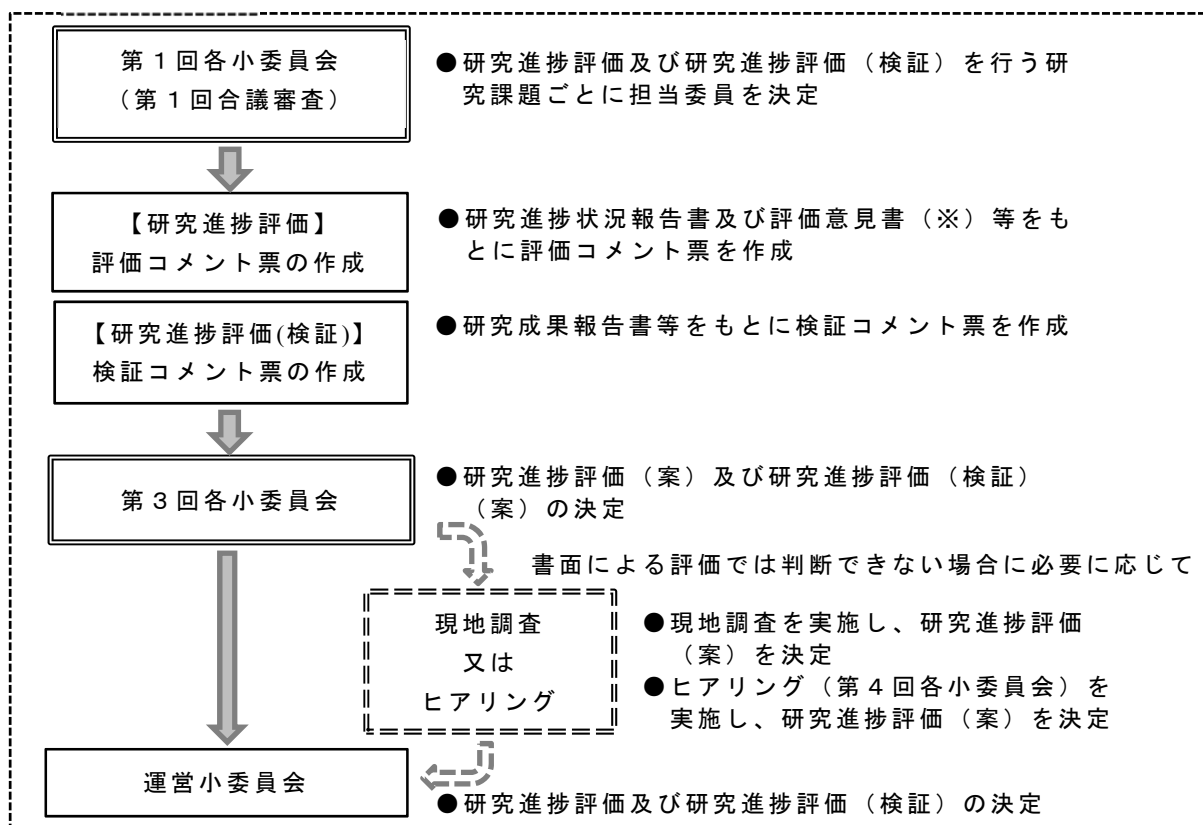 第１回各小委員会
（第１回合議審査）
●研究進捗評価及び研究進捗評価（検証）を行う研
究課題ごとに担当委員を決定
【研究進捗評価】
評価コメント票の作成
●研究進捗状況報告書及び評価意見書（※）等をも
とに評価コメント票を作成
【研究進捗評価(検証)】
検証コメント票の作成
●研究成果報告書等をもとに検証コメント票を作成
第３回各小委員会
●研究進捗評価（案）及び研究進捗評価（検証）
（案）の決定
書面による評価では判断できない場合に必要に応じて
現地調査
又は
ヒアリング
●現地調査を実施し、研究進捗評価
（案）を決定
●ヒアリング（第４回各小委員会）を
実施し、研究進捗評価（案）を決定
運営小委員会
●研究進捗評価及び研究進捗評価（検証）の決定